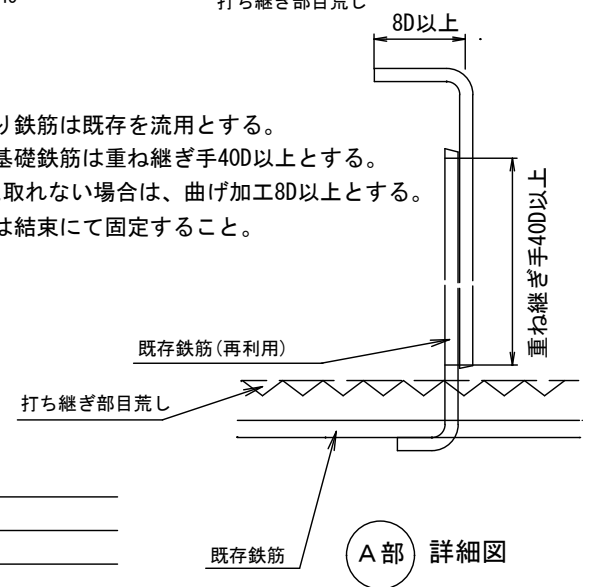 打ち継ぎ部目荒し
8D以上
り鉄筋は既存を流用とする。
基礎鉄筋は重ね継ぎ手40D以上とする。
取れない場合は、曲げ加工8D以上とする。
は結束にて固定すること。
重ね継ぎ手40D以上
既存鉄筋(再利用)
打ち継ぎ部目荒し
既存鉄筋
A部 詳細図